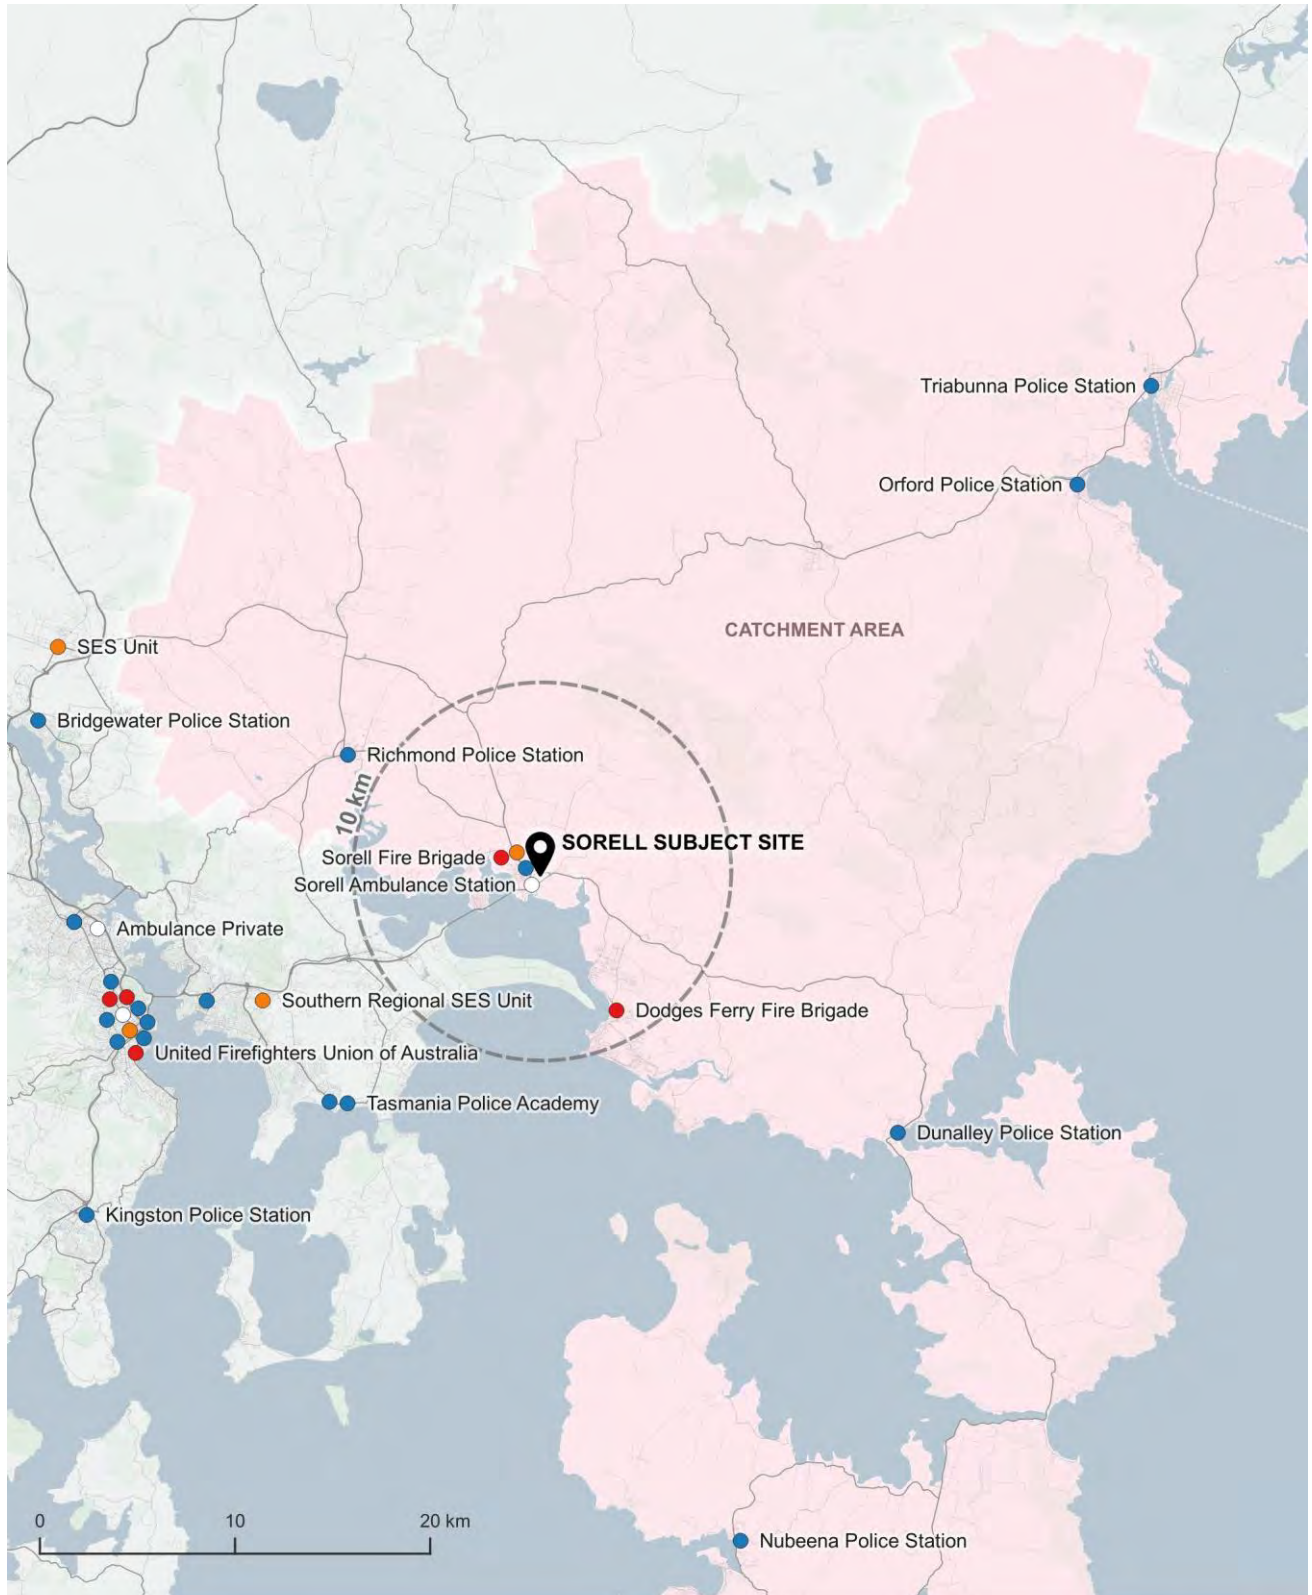 Triabunna Police Station
Orford Police Station
CATCHMENT AREA
SES Unit
Bridgewater Police Station
Richmond Police Station
10 km
SORELL SUBJECT SITE
Sorell Fire Brigade
Sorell Ambulance Station
Ambulance Private
Southern Regional SES Unit
Dodges Ferry Fire Brigade
United Firefighters Union of Australia
Tasmania Police Academy
Dunalley Police Station
Kingston Police Station
0 10 20 km
Nubeena Police Station